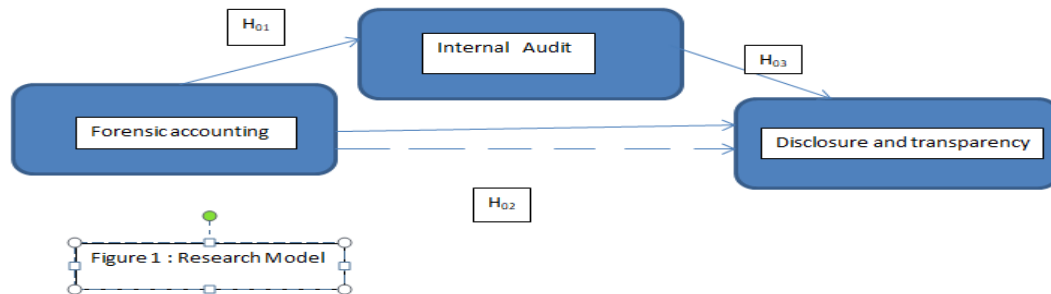 H01
Internal Audit
H03
Forensic accounting
Disclosure and transparency
H02
Figure 1 : Research Model